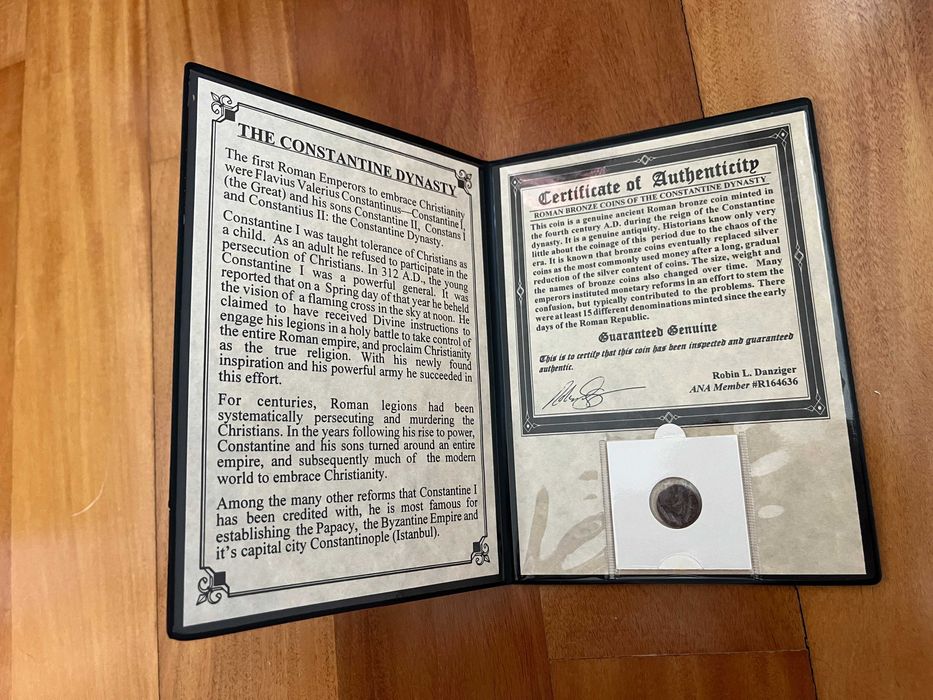 THE CONSTANTINE DYNASTY
The first Roman Emperors to embrace Christianity
were Flavius Valerius Constantinus—Constantine I,
(the Great) and his sons Constantine II, Constans I
and Constantius II: the Constantine Dynasty.
Constantine I was taught tolerance of Christians as
a child. As an adult he refused to participate in the
persecution of Christians. In 312 A.D., the young
Constantine I was a powerful general. It was
reported that on a Spring day of that year he beheld
the vision of a flaming cross in the sky at noon. He
claimed to have received Divine instructions to
engage his legions in a holy battle to take control of
the entire Roman empire, and proclaim Christianity
as the true religion. With his newly found
inspiration and his powerful army he succeeded in
this effort.
For centuries, Roman legions had been
systematically persecuting and murdering the
Christians. In the years following his rise to power,
Constantine and his sons turned around an entire
empire, and subsequently much of the modern
world to embrace Christianity.
Among the many other reforms that Constantine I
has been credited with, he is most famous for
establishing the Papacy, the Byzantine Empire and
it's capital city Constantinople (Istanbul).
Certificate of Authenticity
ROMAN BRONZE COINS OF THE CONSTANTINE DYNASTY
This coin is a genuine ancient Roman bronze coin minted in
the fourth century A.D. during the reign of the Constantine
dynasty. It is a genuine antiquity. Historians know only very
little about the coinage of this period due to the chaos of the
era. It is known that bronze coins eventually replaced silver
coins as the most commonly used money after a long, gradual
reduction of the silver content of coins. The size, weight and
the names of bronze coins also changed over time. Many
emperors instituted monetary reforms in an effort to stem the
confusion, but typically contributed to the problems. There
were at least 15 different denominations minted since the early
days of the Roman Republic.
Guaranteed Genuine
This is to certify that this coin has been inspected and guaranteed
authentic.
Robin L. Danziger
ANA Member #R164636